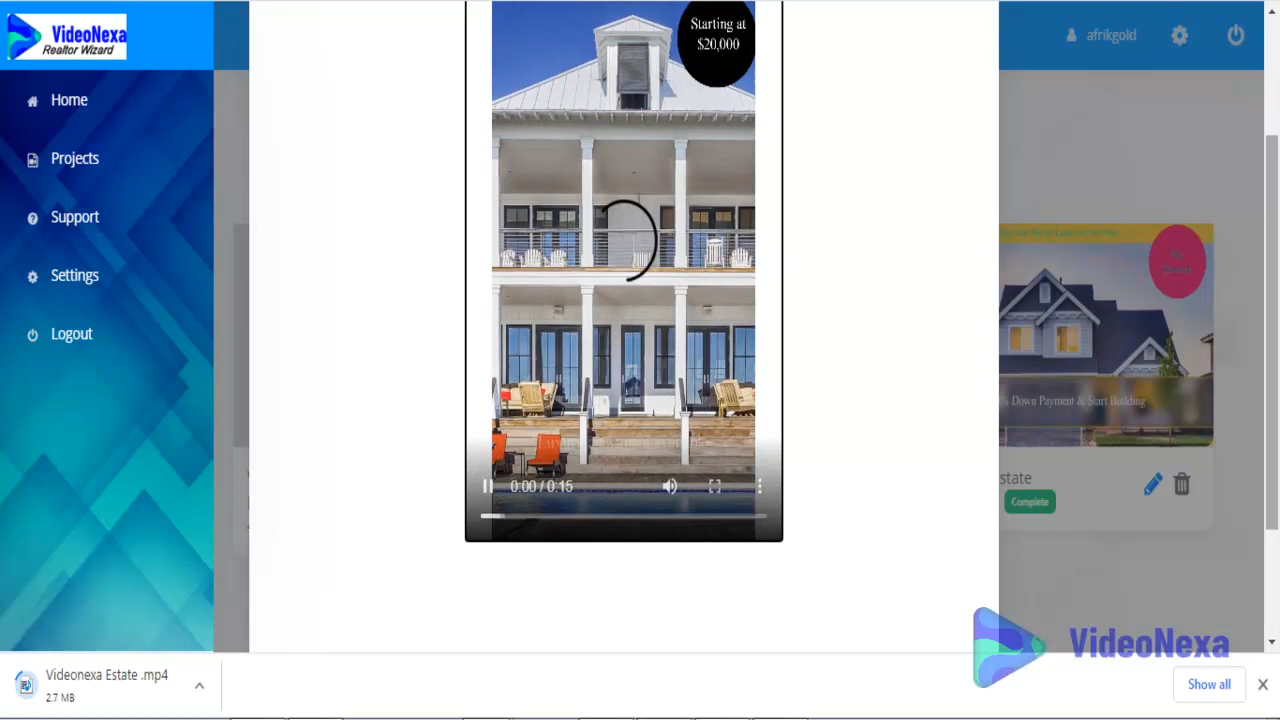 VideoNexa
Realtor Wizard
afrikgold
Home
Projects
Support
Settings
Logout
Starting at
$20,000
0:00 / 0:15
Down Payment & Start Building
state
Complete
VideoNexa
Videonexa Estate .mp4
2.7 MB
Show all